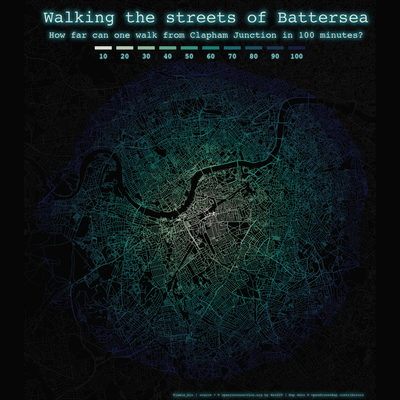 Walking the streets of Battersea
How far can one walk from Clapham Junction in 100 minutes?
10 20 30 40 50 60 70 80 90 100